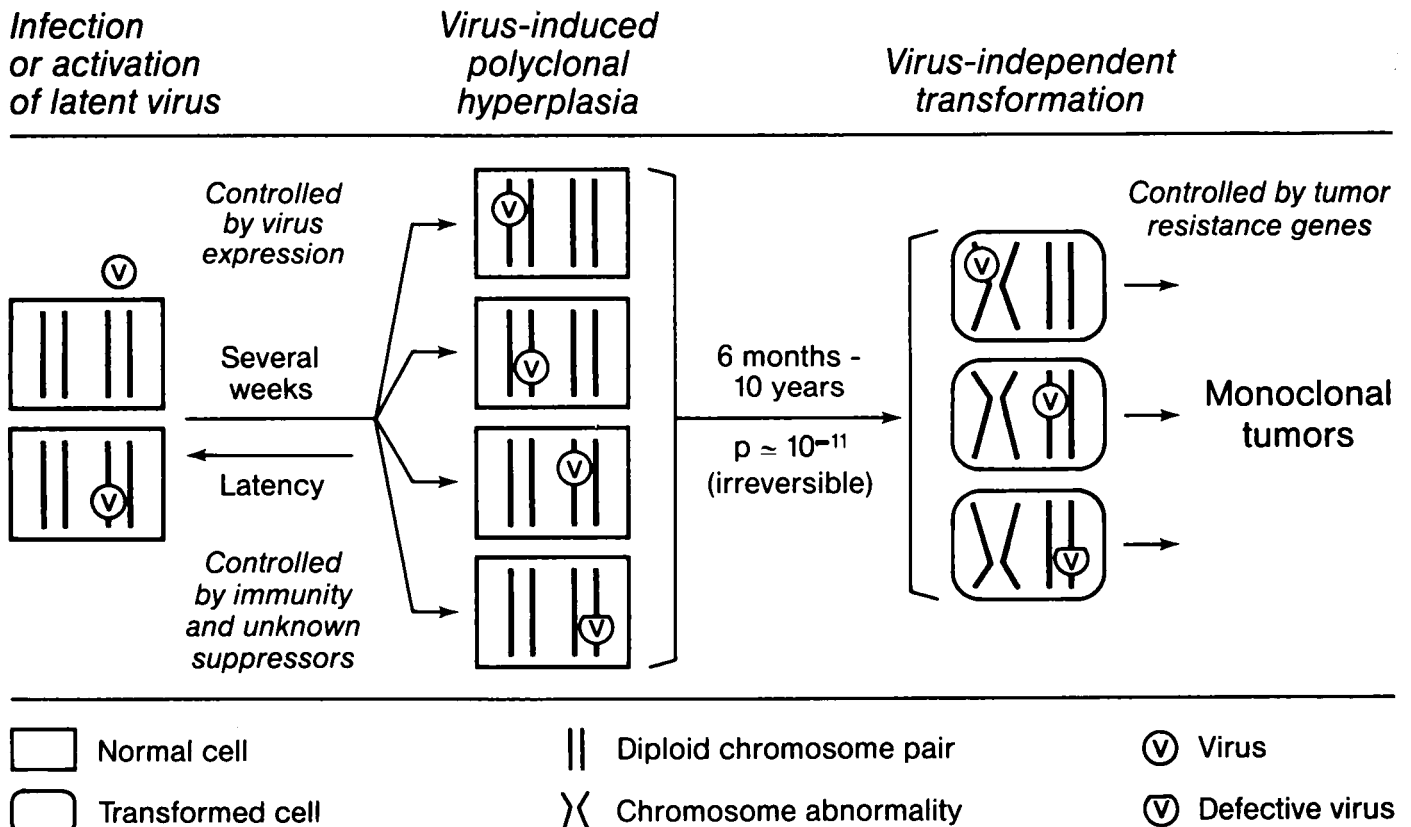 Infection
or activation
of latent virus
Virus-induced
polyclonal
hyperplasia
Virus-independent
transformation
Controlled
by virus
expression
V
Several
weeks
Latency
V
Controlled
by immunity
and unknown
suppressors
V
V
V
V
6 months -
10 years
p ≃ 10⁻¹¹
(irreversible)
V
V
V
Controlled by tumor
resistance genes
Monoclonal
tumors
Normal cell
Diploid chromosome pair
V Virus
Transformed cell
Chromosome abnormality
V Defective virus